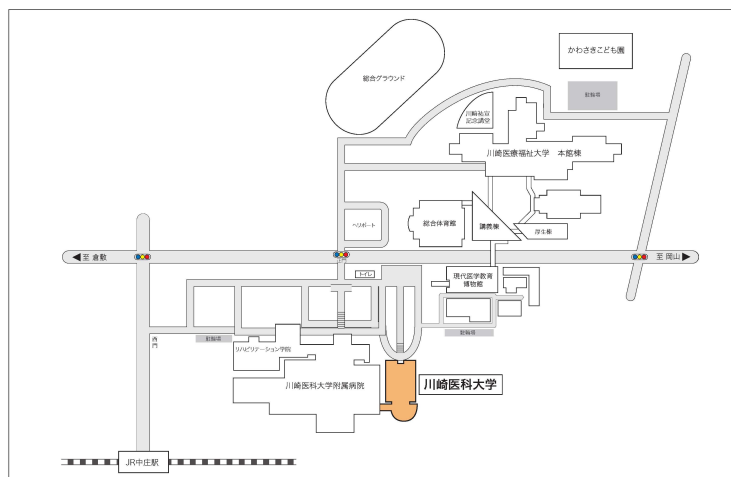 かわさきこども園
総合グラウンド
駐輪場
川﨑祐宣
記念講堂
川崎医療福祉大学 本館棟
ヘリポート
総合体育館
講義棟
厚生棟
至 倉敷
至 岡山
トイレ
現代医学教育
博物館
西門
駐輪場
駐輪場
リハビリテーション学院
川崎医科大学附属病院
川崎医科大学
JR中庄駅